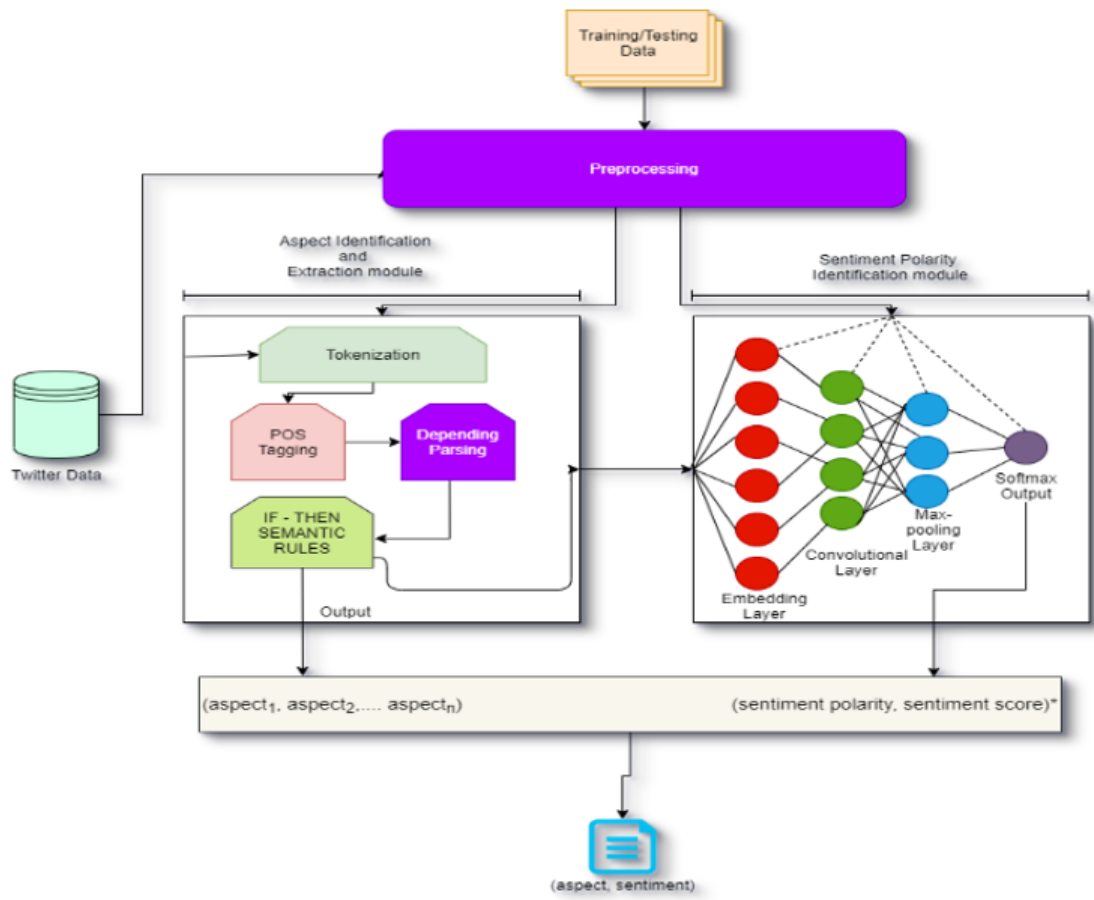 Training/Testing
Data
Preprocessing
Aspect Identification
and
Extraction module
Sentiment Polarity
Identification module
Tokenization
POS
Tagging
Depending
Parsing
IF - THEN
SEMANTIC
RULES
Output
Twitter Data
Softmax
Output
Max-
pooling
Layer
Convolutional
Layer
Embedding
Layer
(aspect₁, aspect₂,.... aspectₙ)
(sentiment polarity, sentiment score)*
(aspect, sentiment)